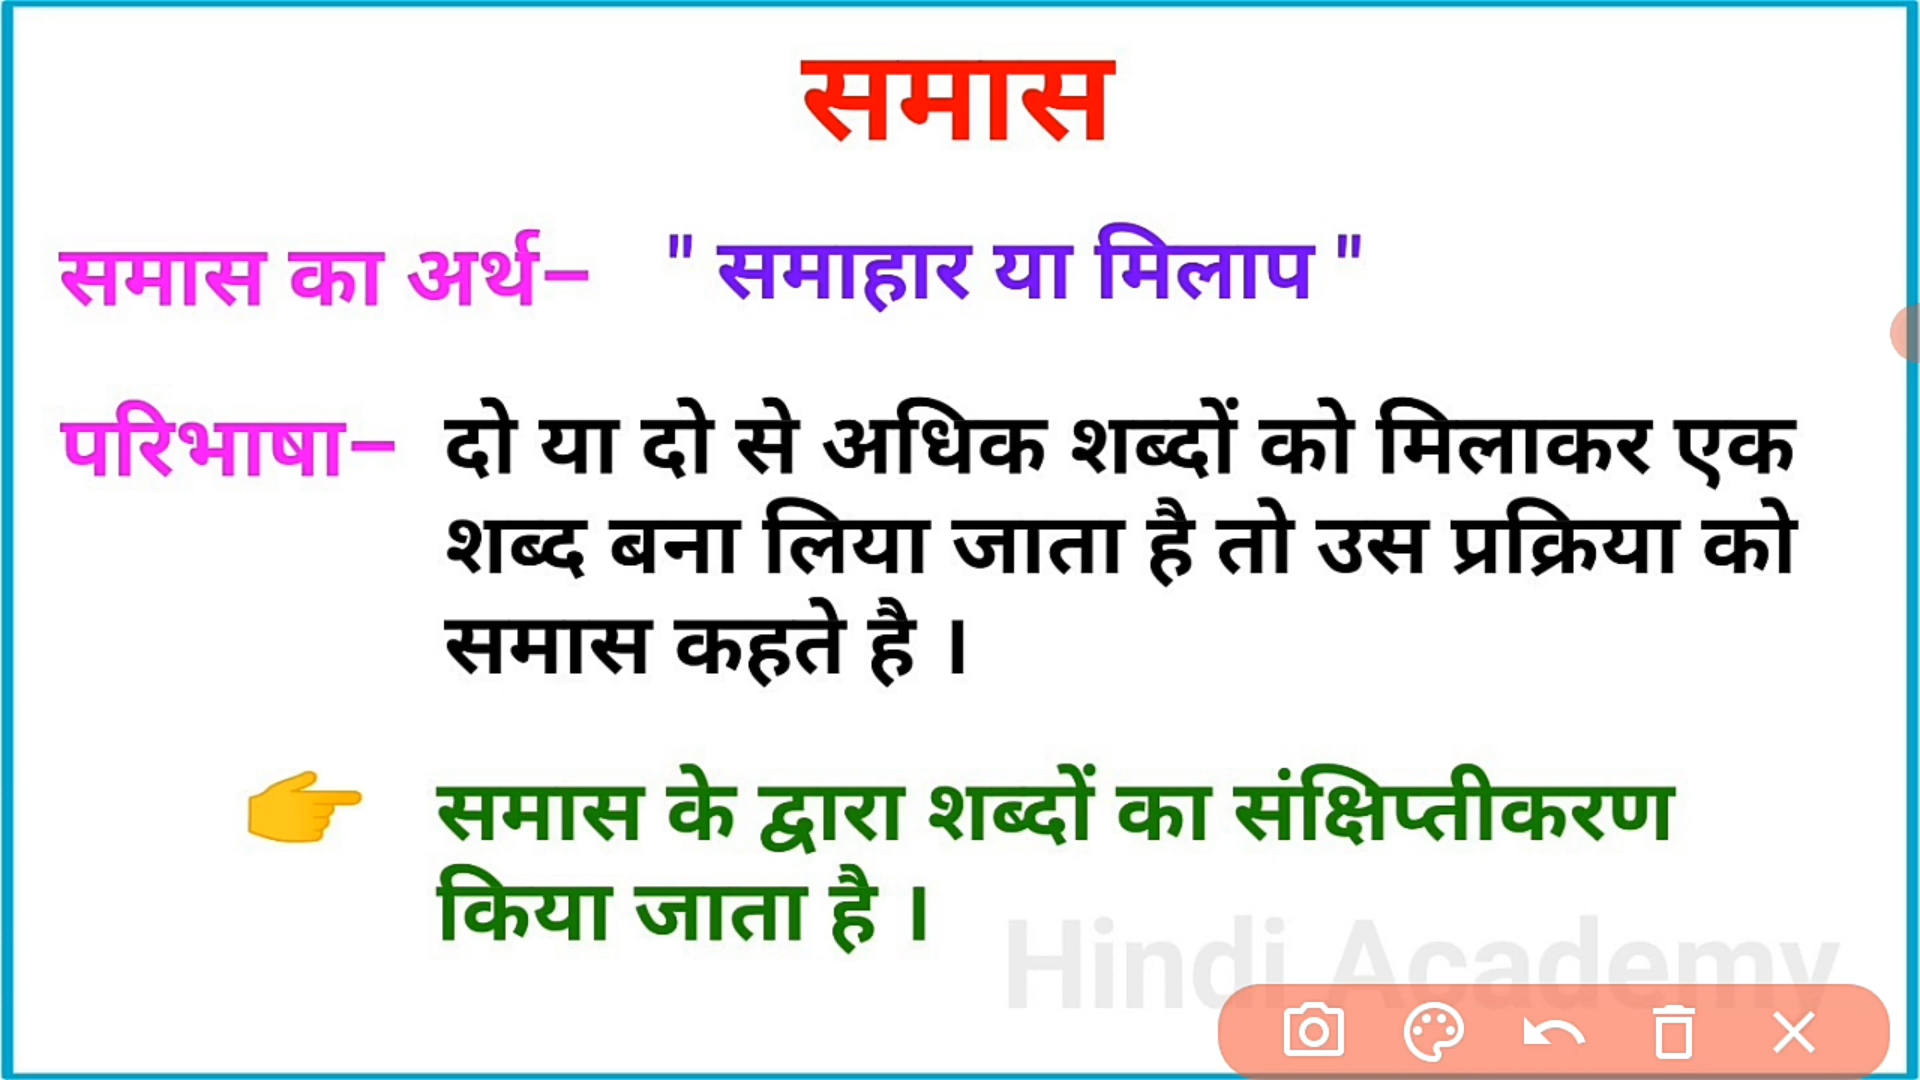 समास
समास का अर्थ– " समाहार या मिलाप "
परिभाषा– दो या दो से अधिक शब्दों को मिलाकर एक
शब्द बना लिया जाता है तो उस प्रक्रिया को
समास कहते है ।
समास के द्वारा शब्दों का संक्षिप्तीकरण
किया जाता है ।
Hindi Academy